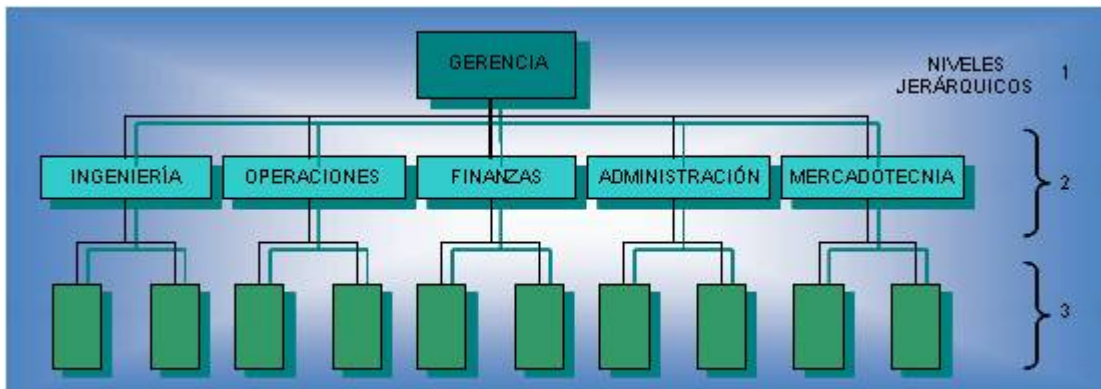 GERENCIA
NIVELES
JERÁRQUICOS
1
INGENIERÍA
OPERACIONES
FINANZAS
ADMINISTRACIÓN
MERCADOTECNIA
2
3